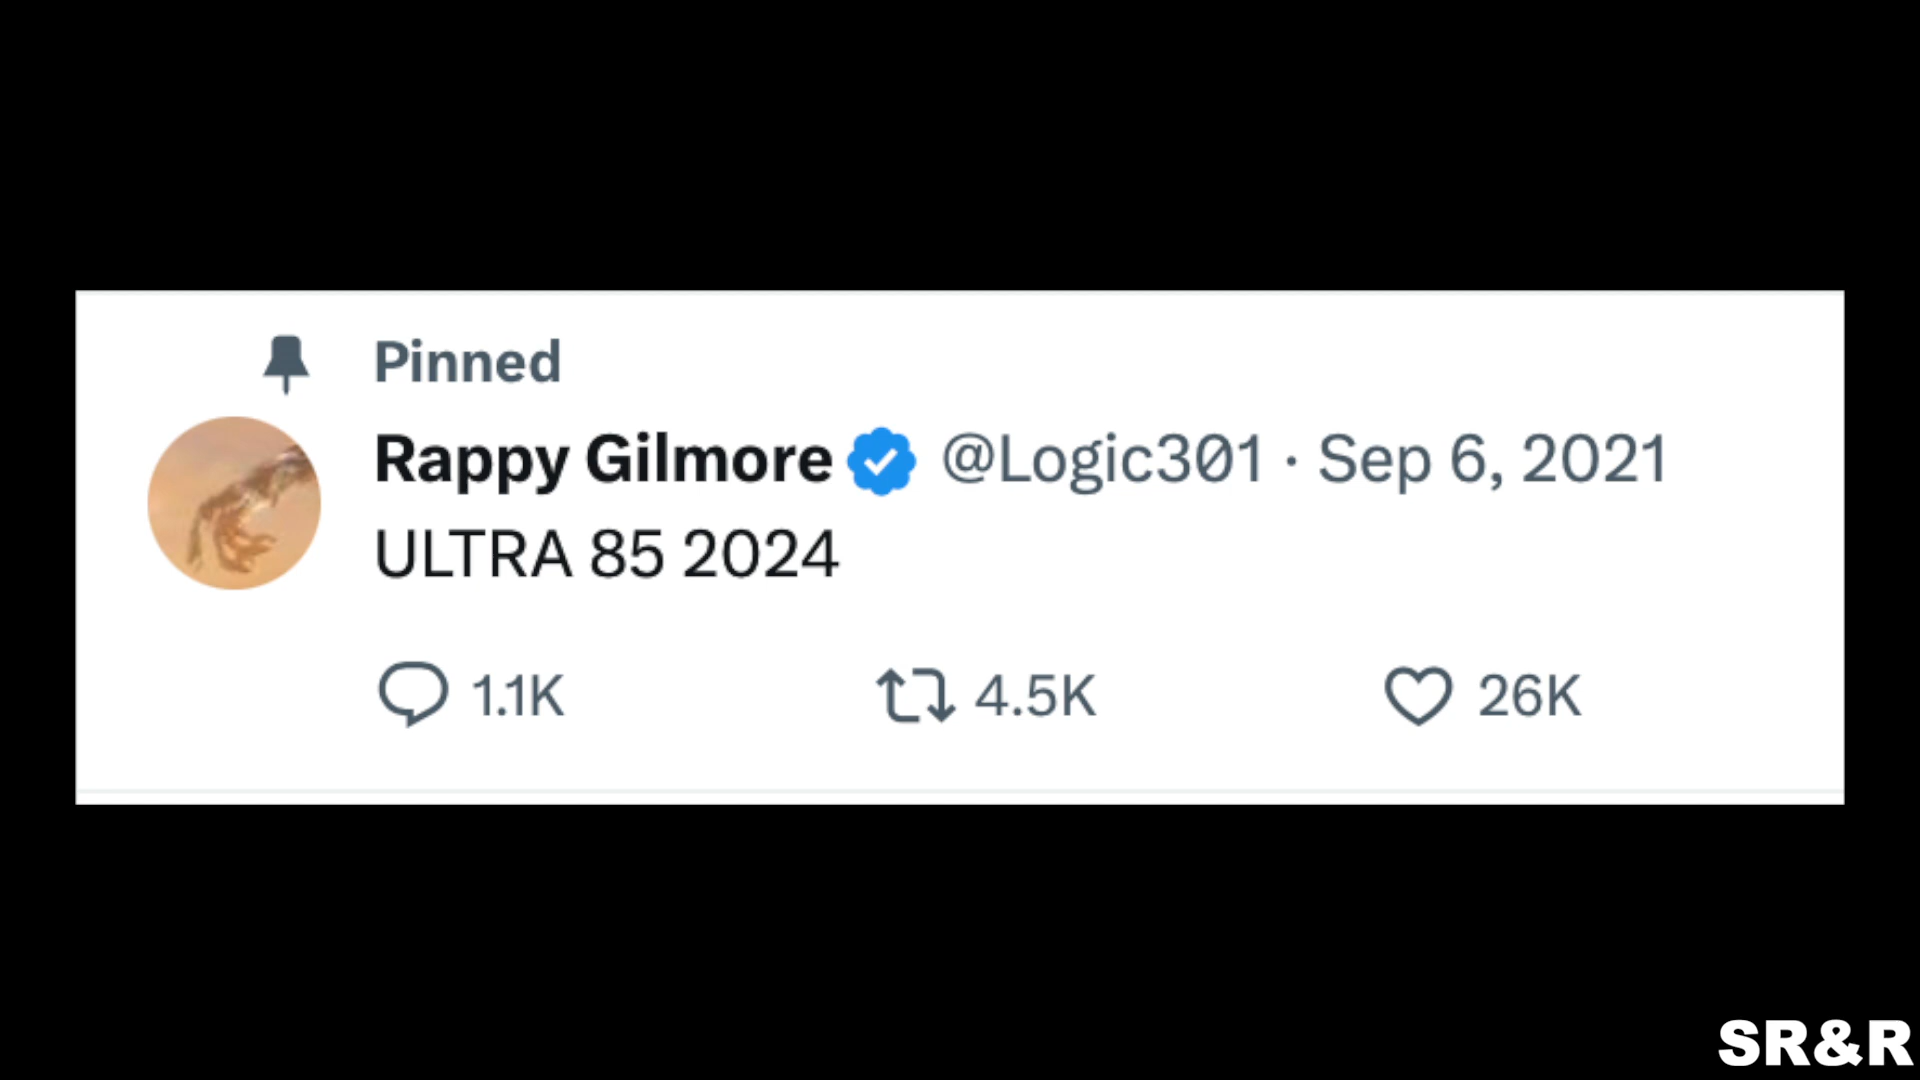 Pinned
Rappy Gilmore @Logic301 · Sep 6, 2021
ULTRA 85 2024
1.1K 4.5K 26K
SR&R